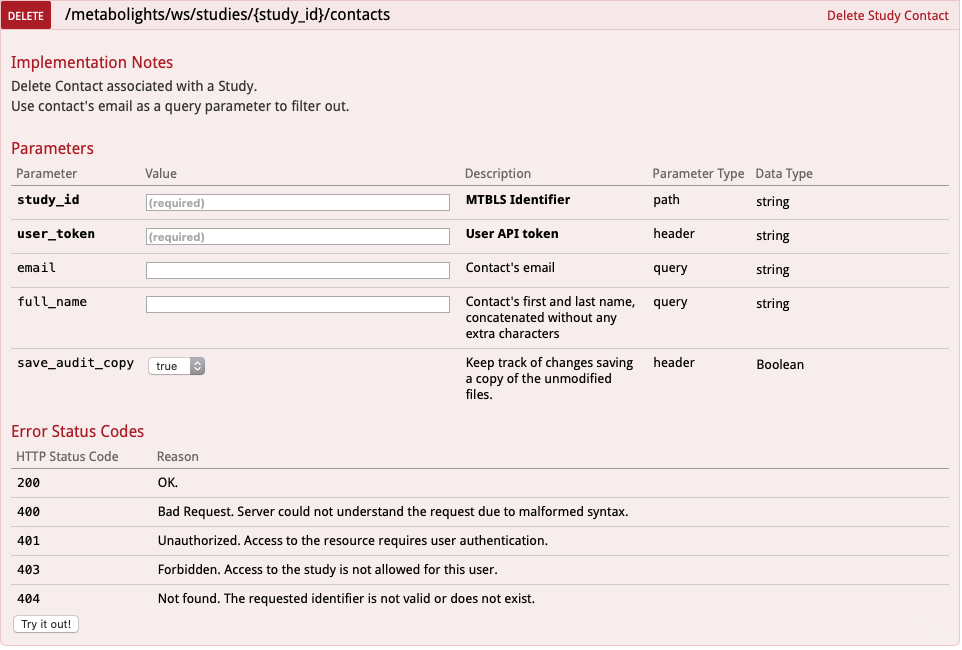 DELETE /metabolights/ws/studies/{study_id}/contacts Delete Study Contact
Implementation Notes
Delete Contact associated with a Study.
Use contact's email as a query parameter to filter out.
Parameters
Parameter Value Description Parameter Type Data Type
study_id (required) MTBLS Identifier path string
user_token (required) User API token header string
email Contact's email query string
full_name Contact's first and last name, query string
concatenated without any
extra characters
save_audit_copy true Keep track of changes saving header Boolean
a copy of the unmodified
files.
Error Status Codes
HTTP Status Code Reason
200 OK.
400 Bad Request. Server could not understand the request due to malformed syntax.
401 Unauthorized. Access to the resource requires user authentication.
403 Forbidden. Access to the study is not allowed for this user.
404 Not found. The requested identifier is not valid or does not exist.
Try it out!